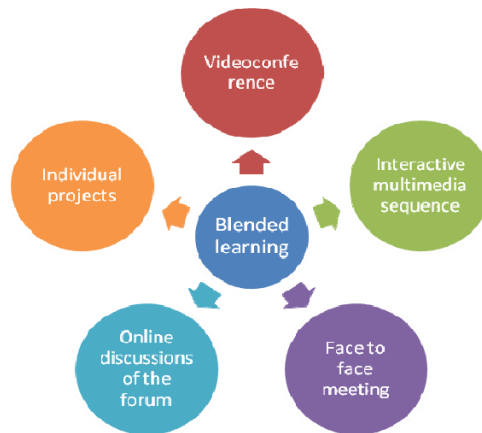 Videoconfe
rence
Individual
projects
Interactive
multimedia
sequence
Blended
learning
Online
discussions
of the
forum
Face to
face
meeting